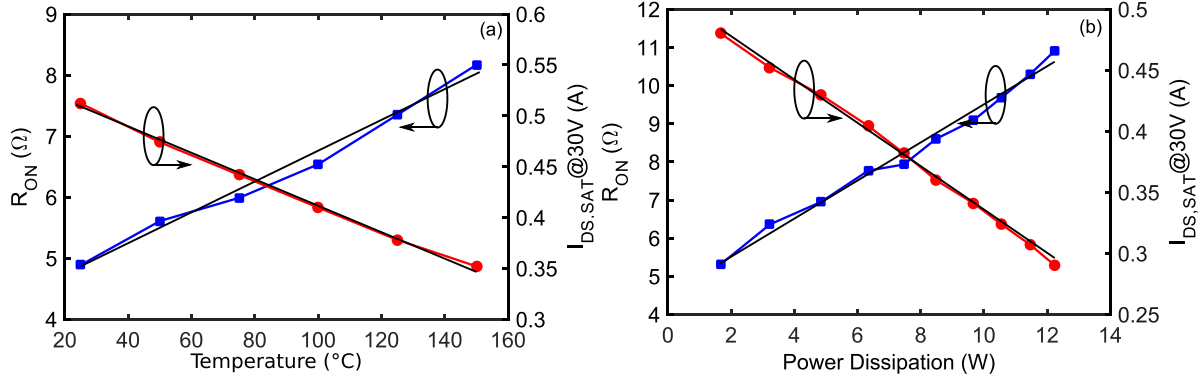 (a)
R_ON (Ω)
9
8
7
6
5
4
0.6
0.55
0.5
0.45
0.4
0.35
0.3
I_DS.SAT@30V (A)
20 40 60 80 100 120 140 160
Temperature (°C)
(b)
R_ON (Ω)
12
11
10
9
8
7
6
5
4
0.5
0.45
0.4
0.35
0.3
0.25
I_DS,SAT@30V (A)
0 2 4 6 8 10 12 14
Power Dissipation (W)